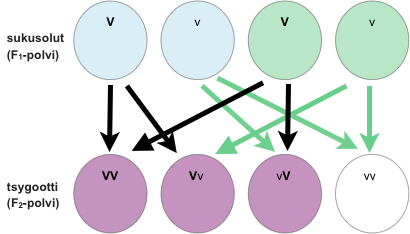 V v V v
sukusolut
(F₁-polvi)
VV Vv vV vv
tsygootti
(F₂-polvi)